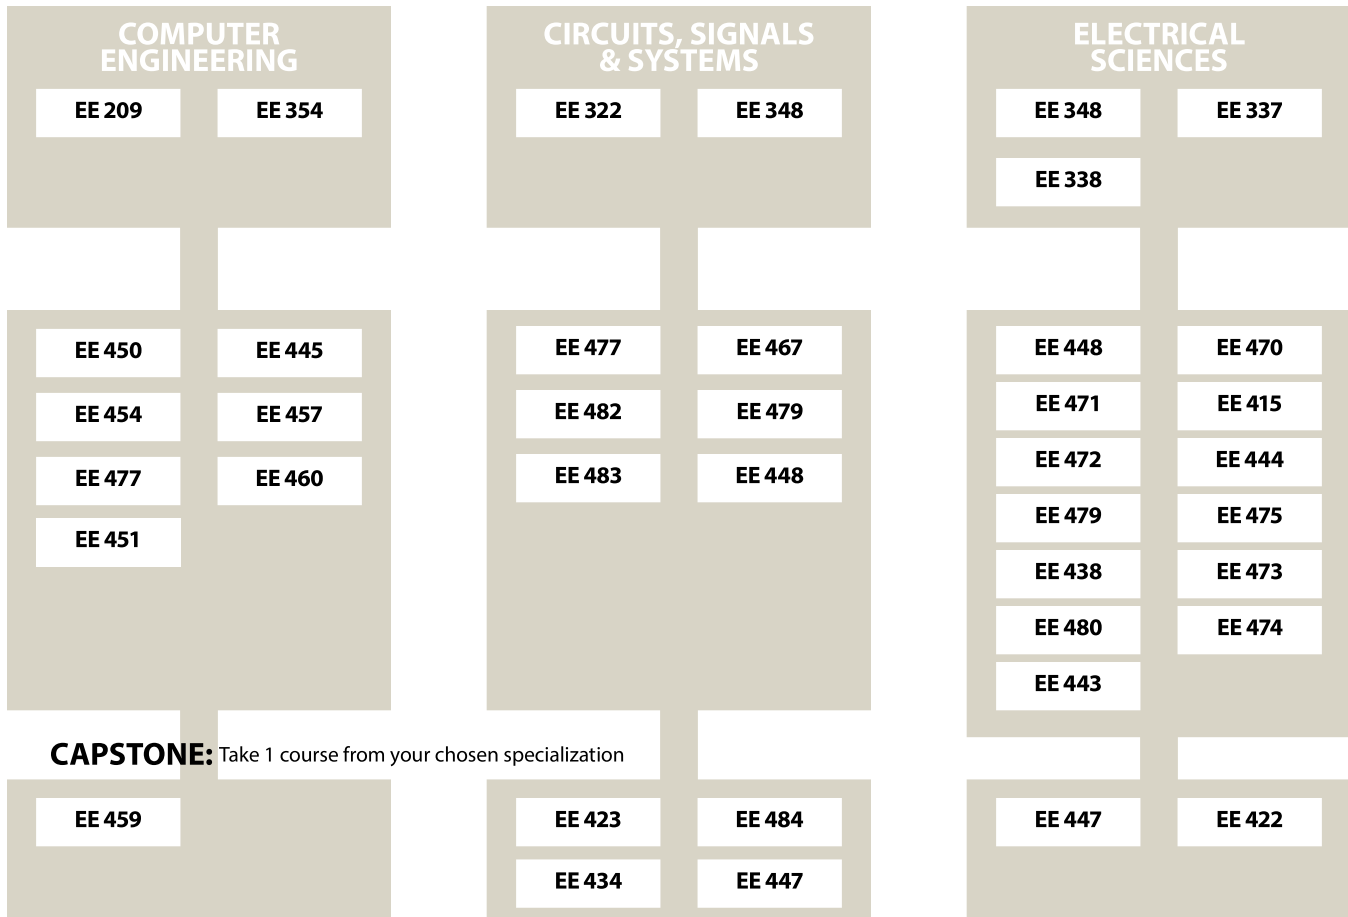 COMPUTER
ENGINEERING
EE 209 EE 354
CIRCUITS, SIGNALS
& SYSTEMS
EE 322 EE 348
ELECTRICAL
SCIENCES
EE 348 EE 337
EE 338
EE 450 EE 445
EE 454 EE 457
EE 477 EE 460
EE 451
EE 477 EE 467
EE 482 EE 479
EE 483 EE 448
EE 448 EE 470
EE 471 EE 415
EE 472 EE 444
EE 479 EE 475
EE 438 EE 473
EE 480 EE 474
EE 443
CAPSTONE: Take 1 course from your chosen specialization
EE 459
EE 423 EE 484
EE 434 EE 447
EE 447 EE 422